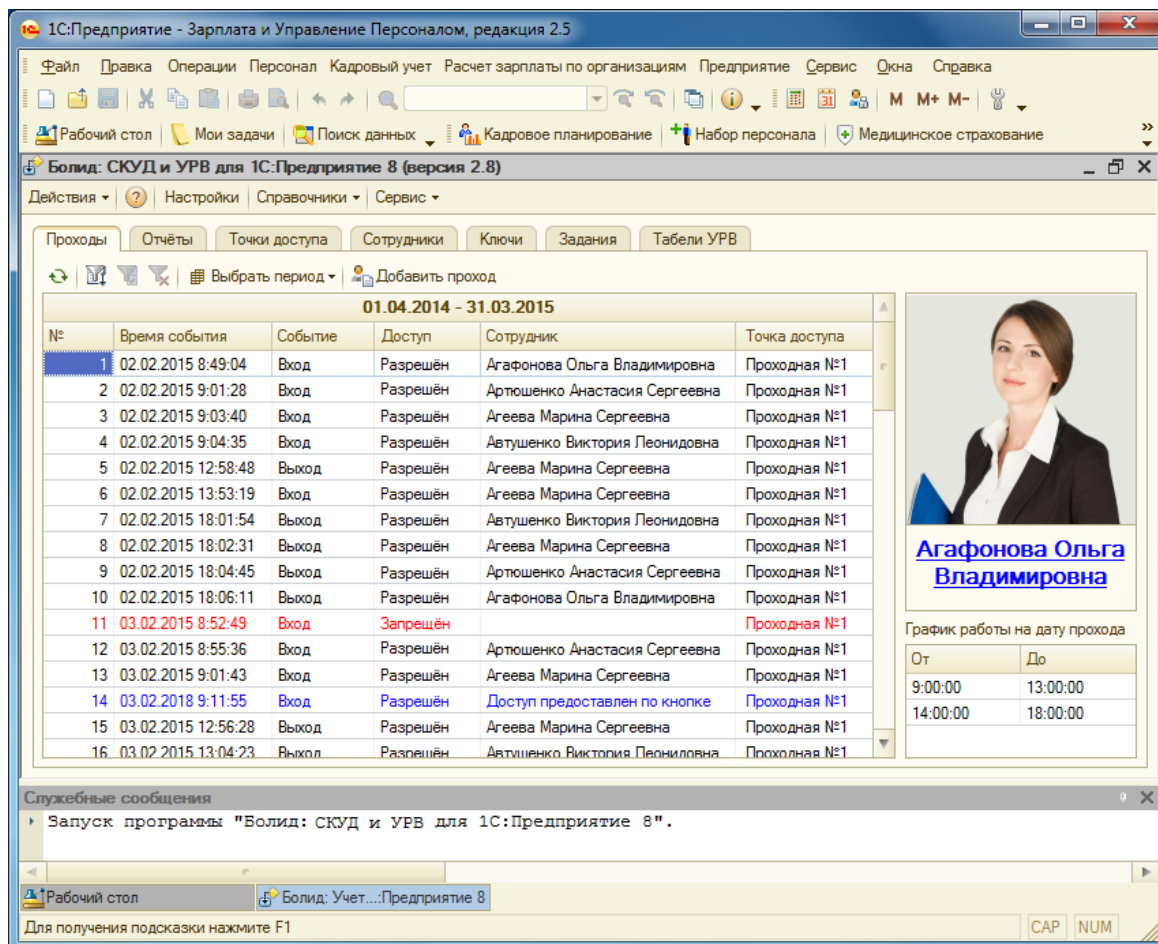 1С:Предприятие - Зарплата и Управление Персоналом, редакция 2.5
Файл Правка Операции Персонал Кадровый учет Расчет зарплаты по организациям Предприятие Сервис Окна Справка
M M+ M-
Рабочий стол Мои задачи Поиск данных Кадровое планирование Набор персонала Медицинское страхование
Болид: СКУД и УРВ для 1С:Предприятие 8 (версия 2.8)
Действия Настройки Справочники Сервис
Проходы Отчёты Точки доступа Сотрудники Ключи Задания Табели УРВ
Выбрать период Добавить проход
01.04.2014 - 31.03.2015
№ Время события Событие Доступ Сотрудник Точка доступа
1 02.02.2015 8:49:04 Вход Разрешён Агафонова Ольга Владимировна Проходная №1
2 02.02.2015 9:01:28 Вход Разрешён Артюшенко Анастасия Сергеевна Проходная №1
3 02.02.2015 9:03:40 Вход Разрешён Агеева Марина Сергеевна Проходная №1
4 02.02.2015 9:04:35 Вход Разрешён Автушенко Виктория Леонидовна Проходная №1
5 02.02.2015 12:58:48 Выход Разрешён Агеева Марина Сергеевна Проходная №1
6 02.02.2015 13:53:19 Вход Разрешён Агеева Марина Сергеевна Проходная №1
7 02.02.2015 18:01:54 Выход Разрешён Автушенко Виктория Леонидовна Проходная №1
8 02.02.2015 18:02:31 Выход Разрешён Агеева Марина Сергеевна Проходная №1
9 02.02.2015 18:04:45 Выход Разрешён Артюшенко Анастасия Сергеевна Проходная №1
10 02.02.2015 18:06:11 Выход Разрешён Агафонова Ольга Владимировна Проходная №1
11 03.02.2015 8:52:49 Вход Запрещён Проходная №1
12 03.02.2015 8:55:36 Вход Разрешён Артюшенко Анастасия Сергеевна Проходная №1
13 03.02.2015 9:01:43 Вход Разрешён Агеева Марина Сергеевна Проходная №1
14 03.02.2018 9:11:55 Вход Разрешён Доступ предоставлен по кнопке Проходная №1
15 03.02.2015 12:56:28 Выход Разрешён Агеева Марина Сергеевна Проходная №1
16 03.02.2015 13:04:23 Выход Разрешён Автушенко Виктория Леонидовна Проходная №1
Агафонова Ольга
Владимировна
График работы на дату прохода
От До
9:00:00 13:00:00
14:00:00 18:00:00
Служебные сообщения
Запуск программы "Болид: СКУД и УРВ для 1С:Предприятие 8".
Рабочий стол Болид: Учет...:Предприятие 8
Для получения подсказки нажмите F1 CAP NUM